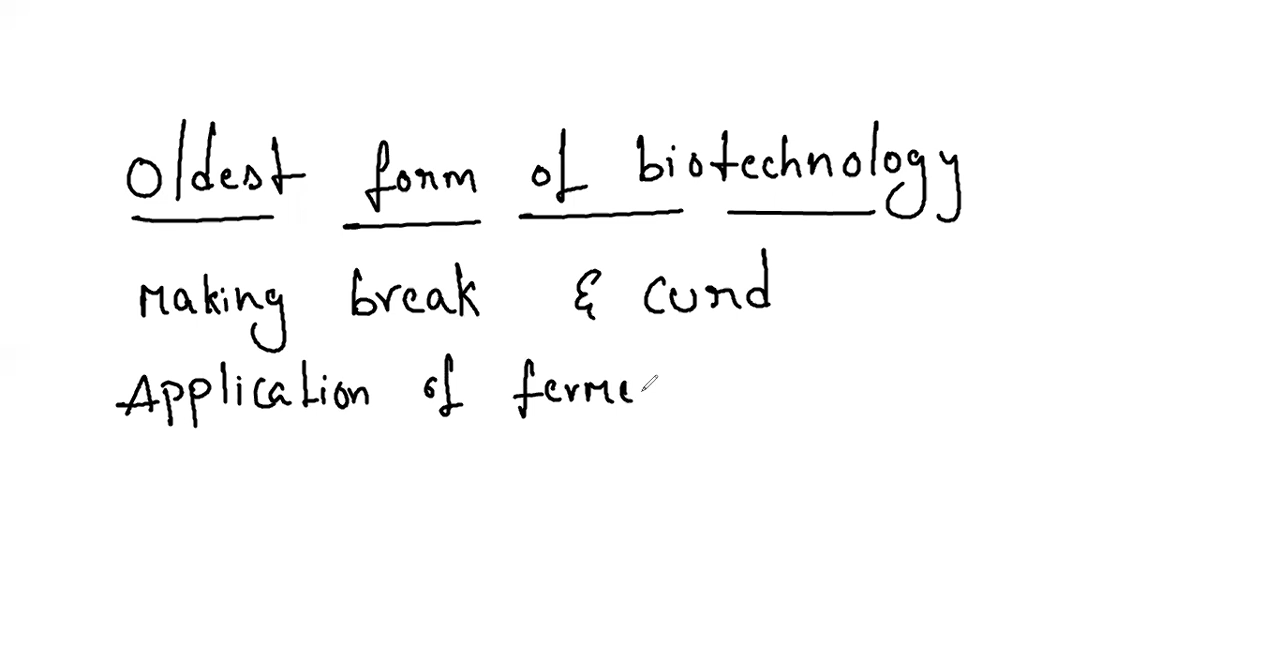 Oldest form of biotechnology
Making break & curd
Application of ferme